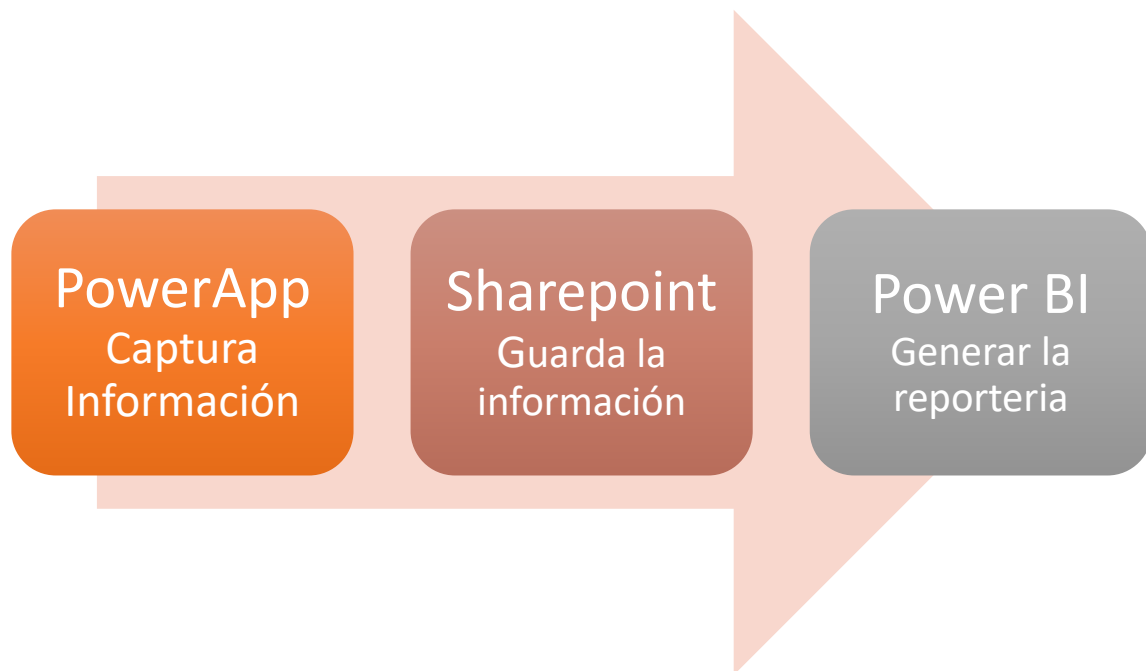 PowerApp
Captura
Información
Sharepoint
Guarda la
información
Power BI
Generar la
reporteria